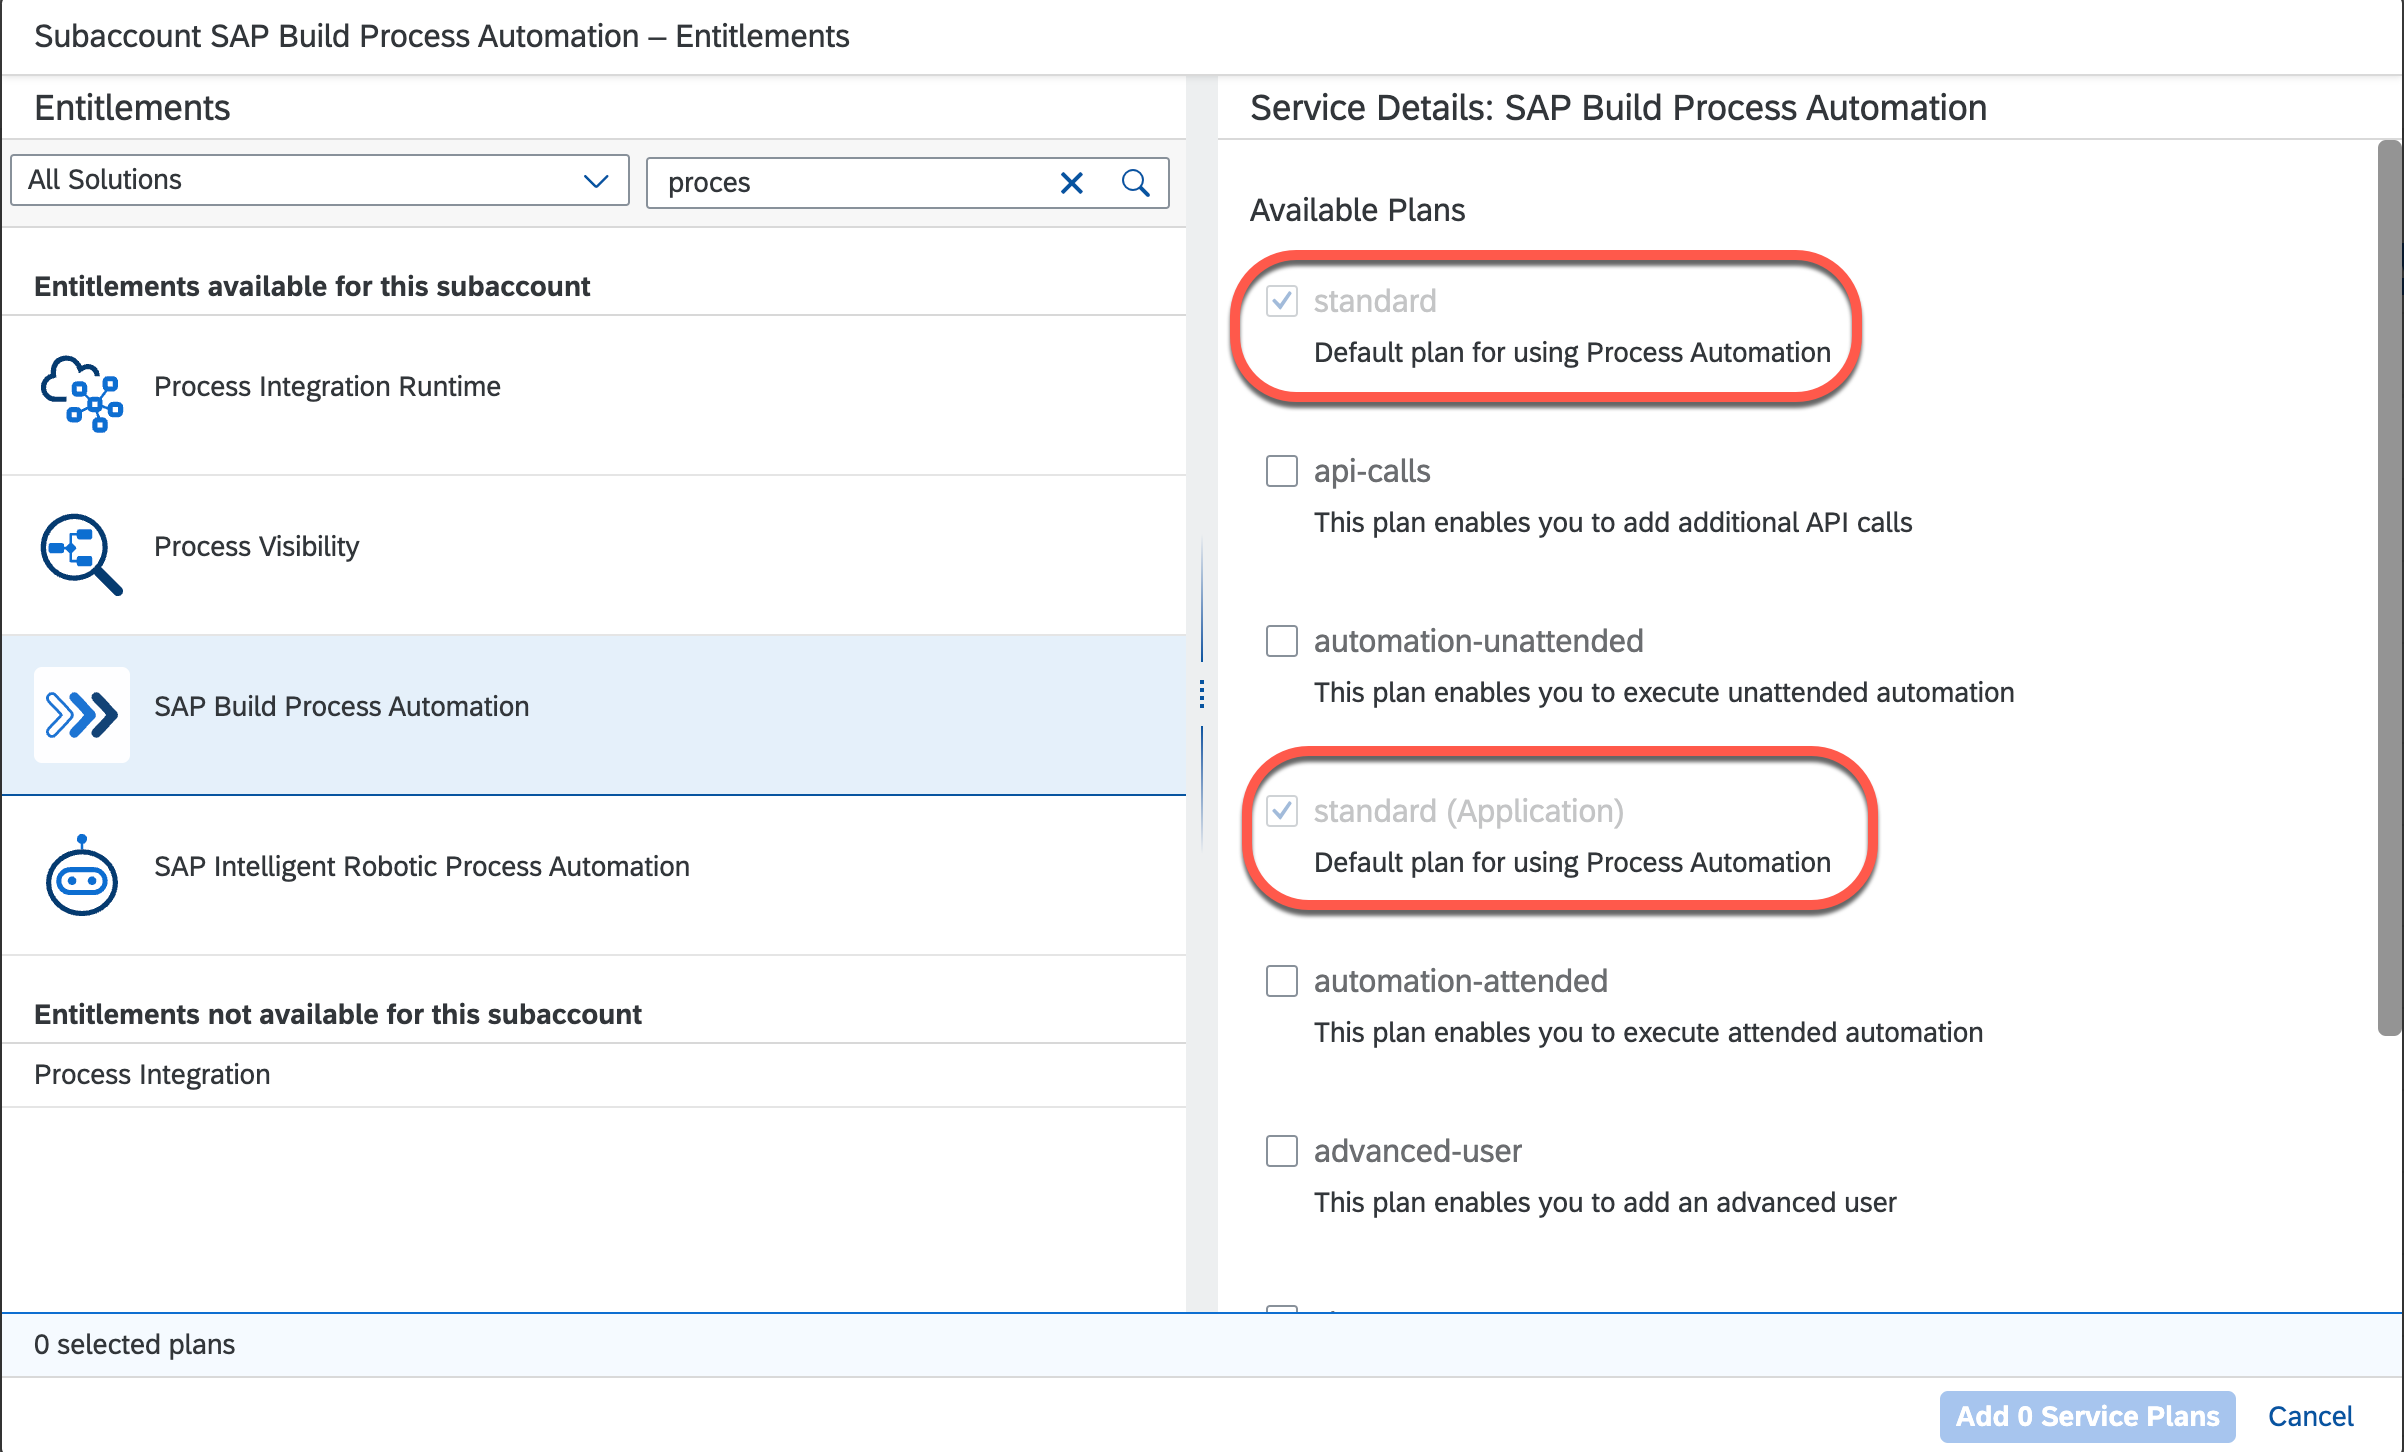 Subaccount SAP Build Process Automation – Entitlements
Entitlements
All Solutions
proces
Entitlements available for this subaccount
Process Integration Runtime
Process Visibility
SAP Build Process Automation
SAP Intelligent Robotic Process Automation
Entitlements not available for this subaccount
Process Integration
Service Details: SAP Build Process Automation
Available Plans
standard
Default plan for using Process Automation
api-calls
This plan enables you to add additional API calls
automation-unattended
This plan enables you to execute unattended automation
standard (Application)
Default plan for using Process Automation
automation-attended
This plan enables you to execute attended automation
advanced-user
This plan enables you to add an advanced user
0 selected plans
Add 0 Service Plans
Cancel